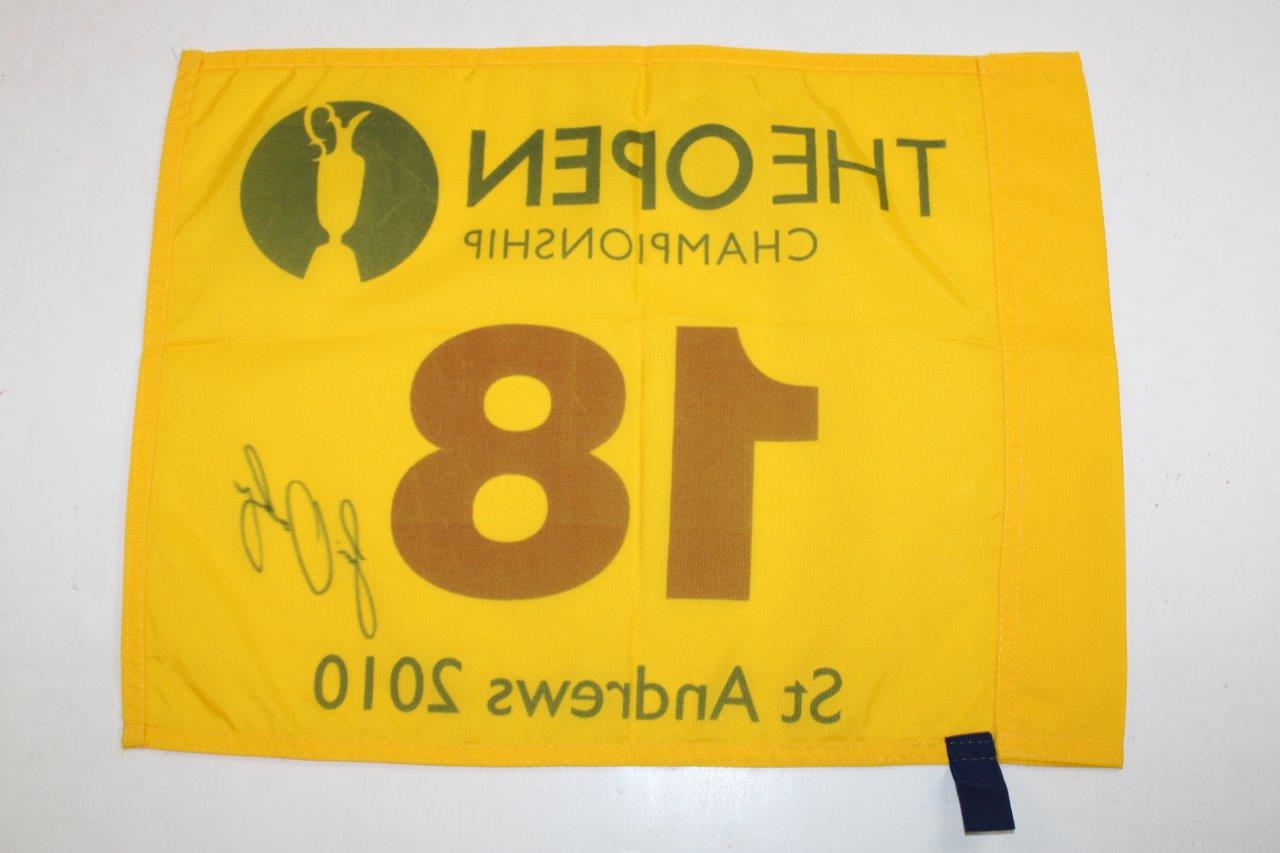 THE OPEN
CHAMPIONSHIP
18
St Andrews 2010